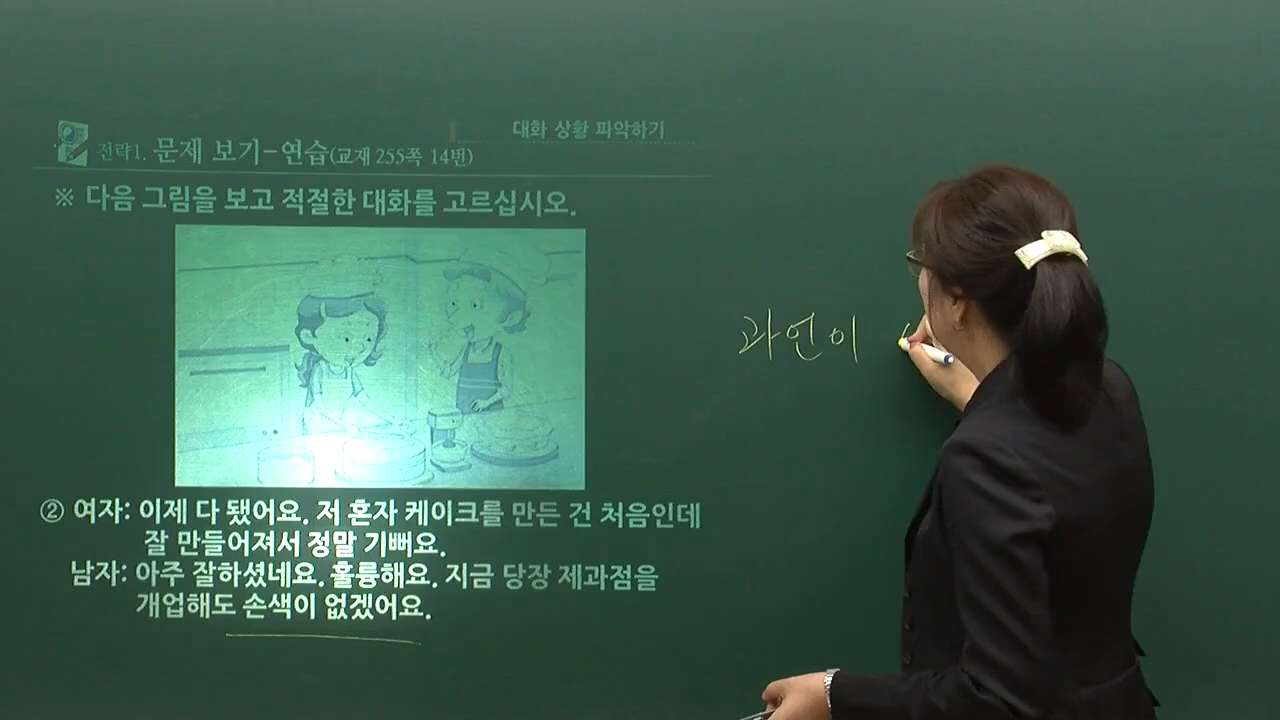 대화 상황 파악하기
전략1. 문제 보기-연습(교재 255쪽 14번)
※ 다음 그림을 보고 적절한 대화를 고르십시오.
② 여자: 이제 다 됐어요. 저 혼자 케이크를 만든 건 처음인데
잘 만들어져서 정말 기뻐요.
남자: 아주 잘하셨네요. 훌륭해요. 지금 당장 제과점을
개업해도 손색이 없겠어요.
과언이